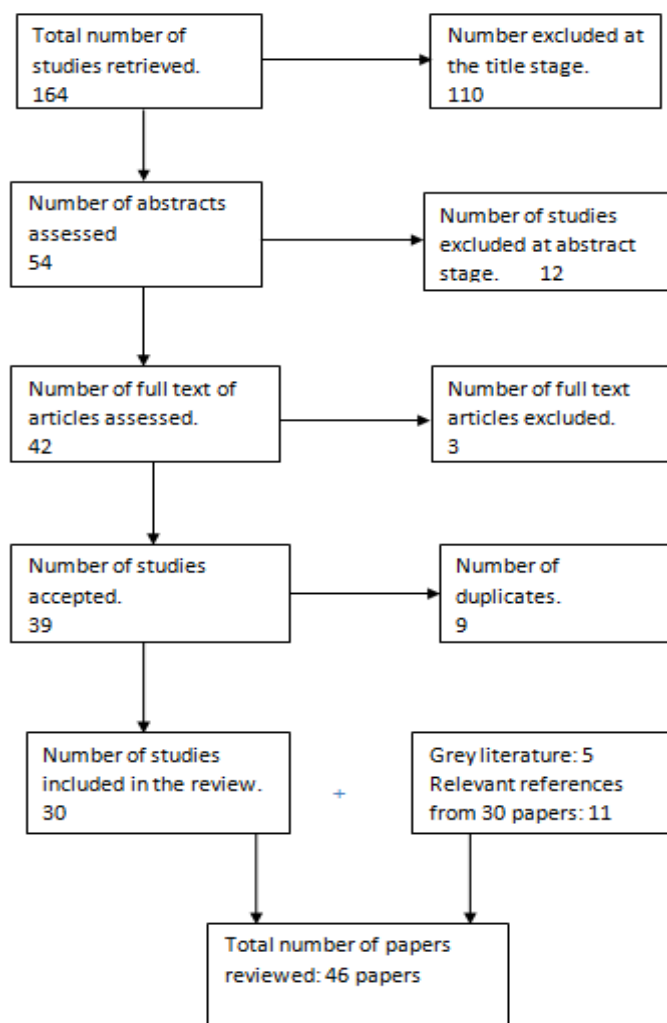 Total number of
studies retrieved.
164
Number excluded at
the title stage.
110
Number of abstracts
assessed
54
Number of studies
excluded at abstract
stage. 12
Number of full text of
articles assessed.
42
Number of full text
articles excluded.
3
Number of studies
accepted.
39
Number of
duplicates.
9
Number of studies
included in the review.
30
+
Grey literature: 5
Relevant references
from 30 papers: 11
Total number of papers
reviewed: 46 papers